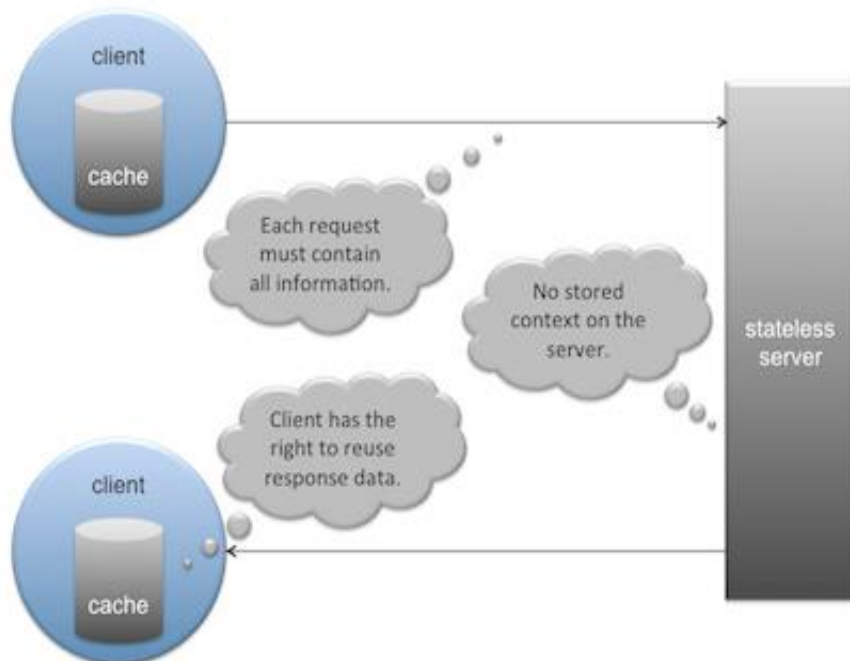 client
cache
Each request
must contain
all information.
No stored
context on the
server.
stateless
server
Client has the
right to reuse
response data.
client
cache